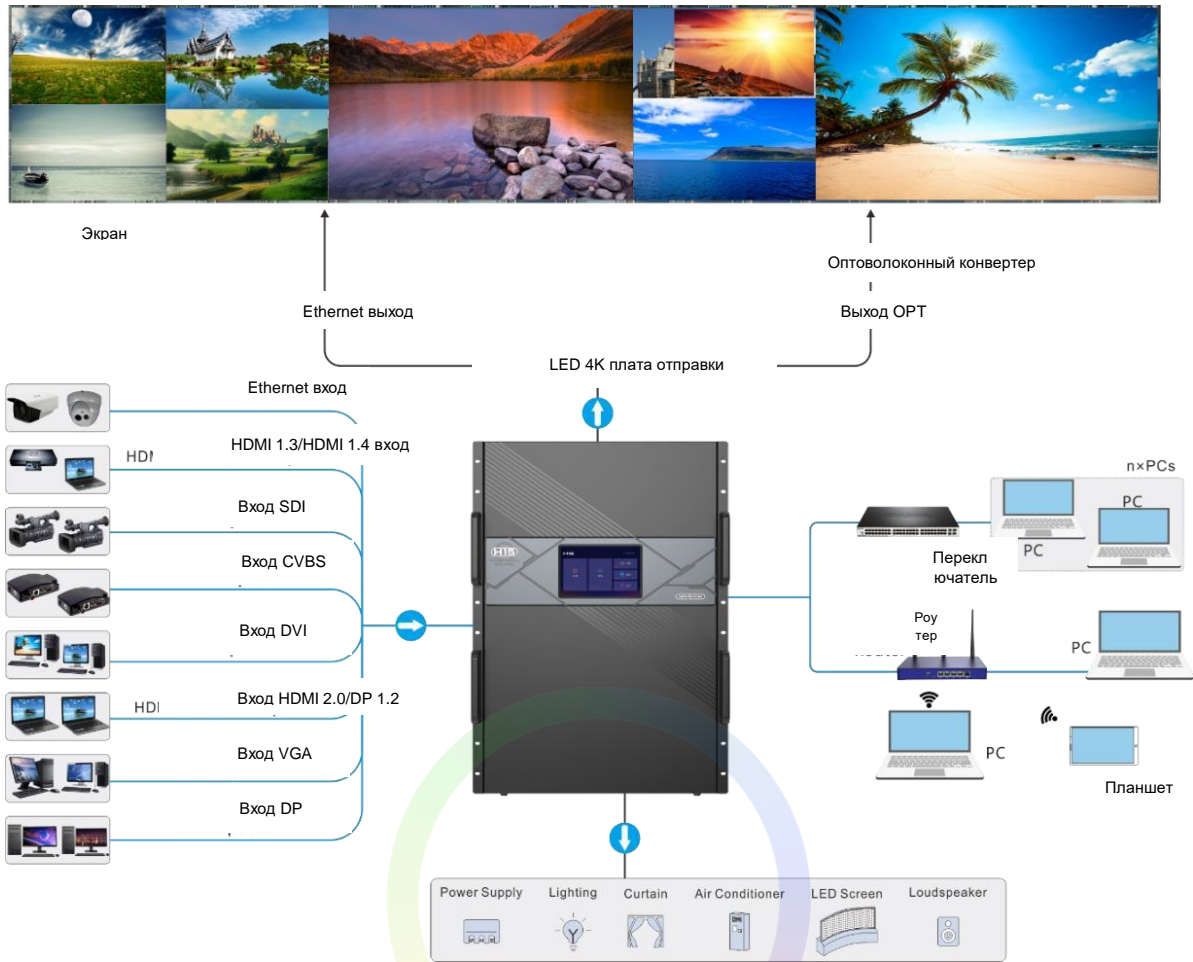 Экран
Оптоволоконный конвертер
Ethernet выход
Выход OPT
LED 4K плата отправки
Ethernet вход
HDMI 1.3/HDMI 1.4 вход
Вход SDI
Вход CVBS
Вход DVI
Вход HDMI 2.0/DP 1.2
Вход VGA
Вход DP
n×PCs
PC
PC
Перекл
ючатель
Роу
тер
PC
PC
Планшет
Power Supply
Lighting
Curtain
Air Conditioner
LED Screen
Loudspeaker